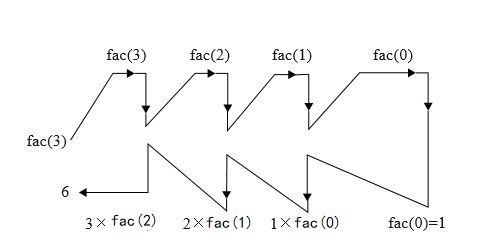 fac(3) fac(2) fac(1) fac(0)
fac(3)
6
3×fac(2) 2×fac(1) 1×fac(0) fac(0)=1